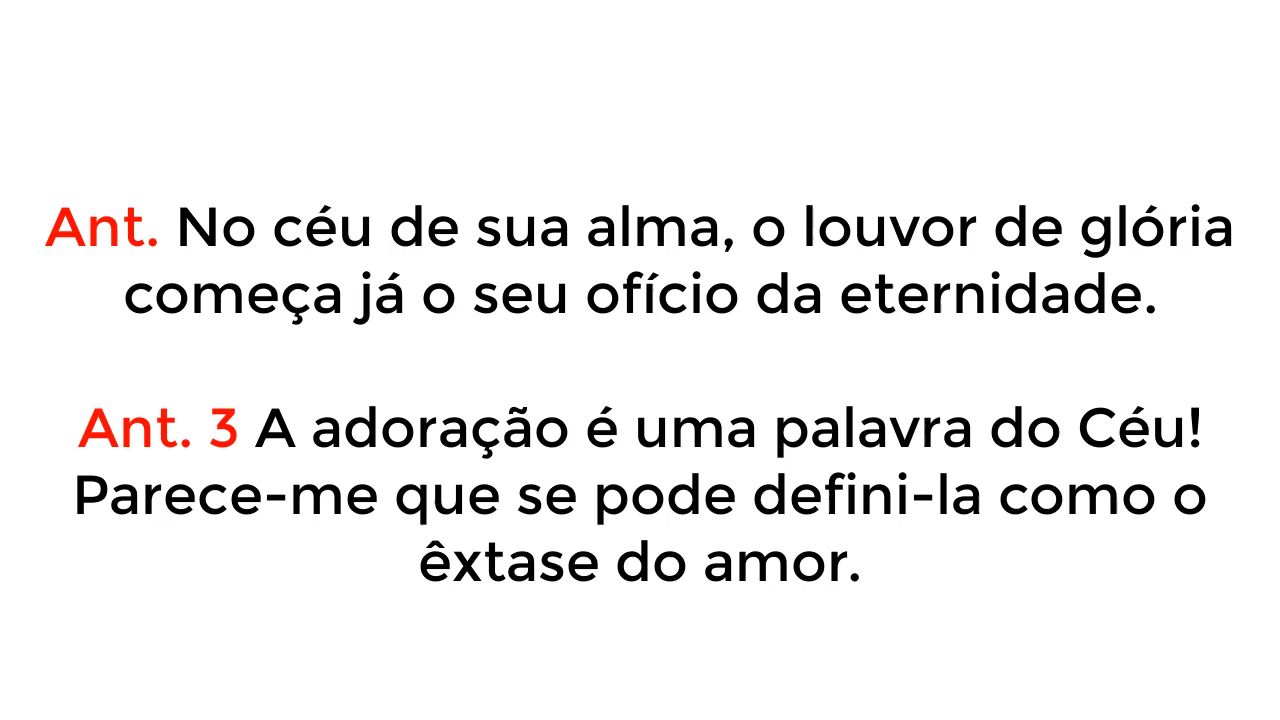 Ant. No céu de sua alma, o louvor de glória
começa já o seu ofício da eternidade.
Ant. 3 A adoração é uma palavra do Céu!
Parece-me que se pode defini-la como o
êxtase do amor.